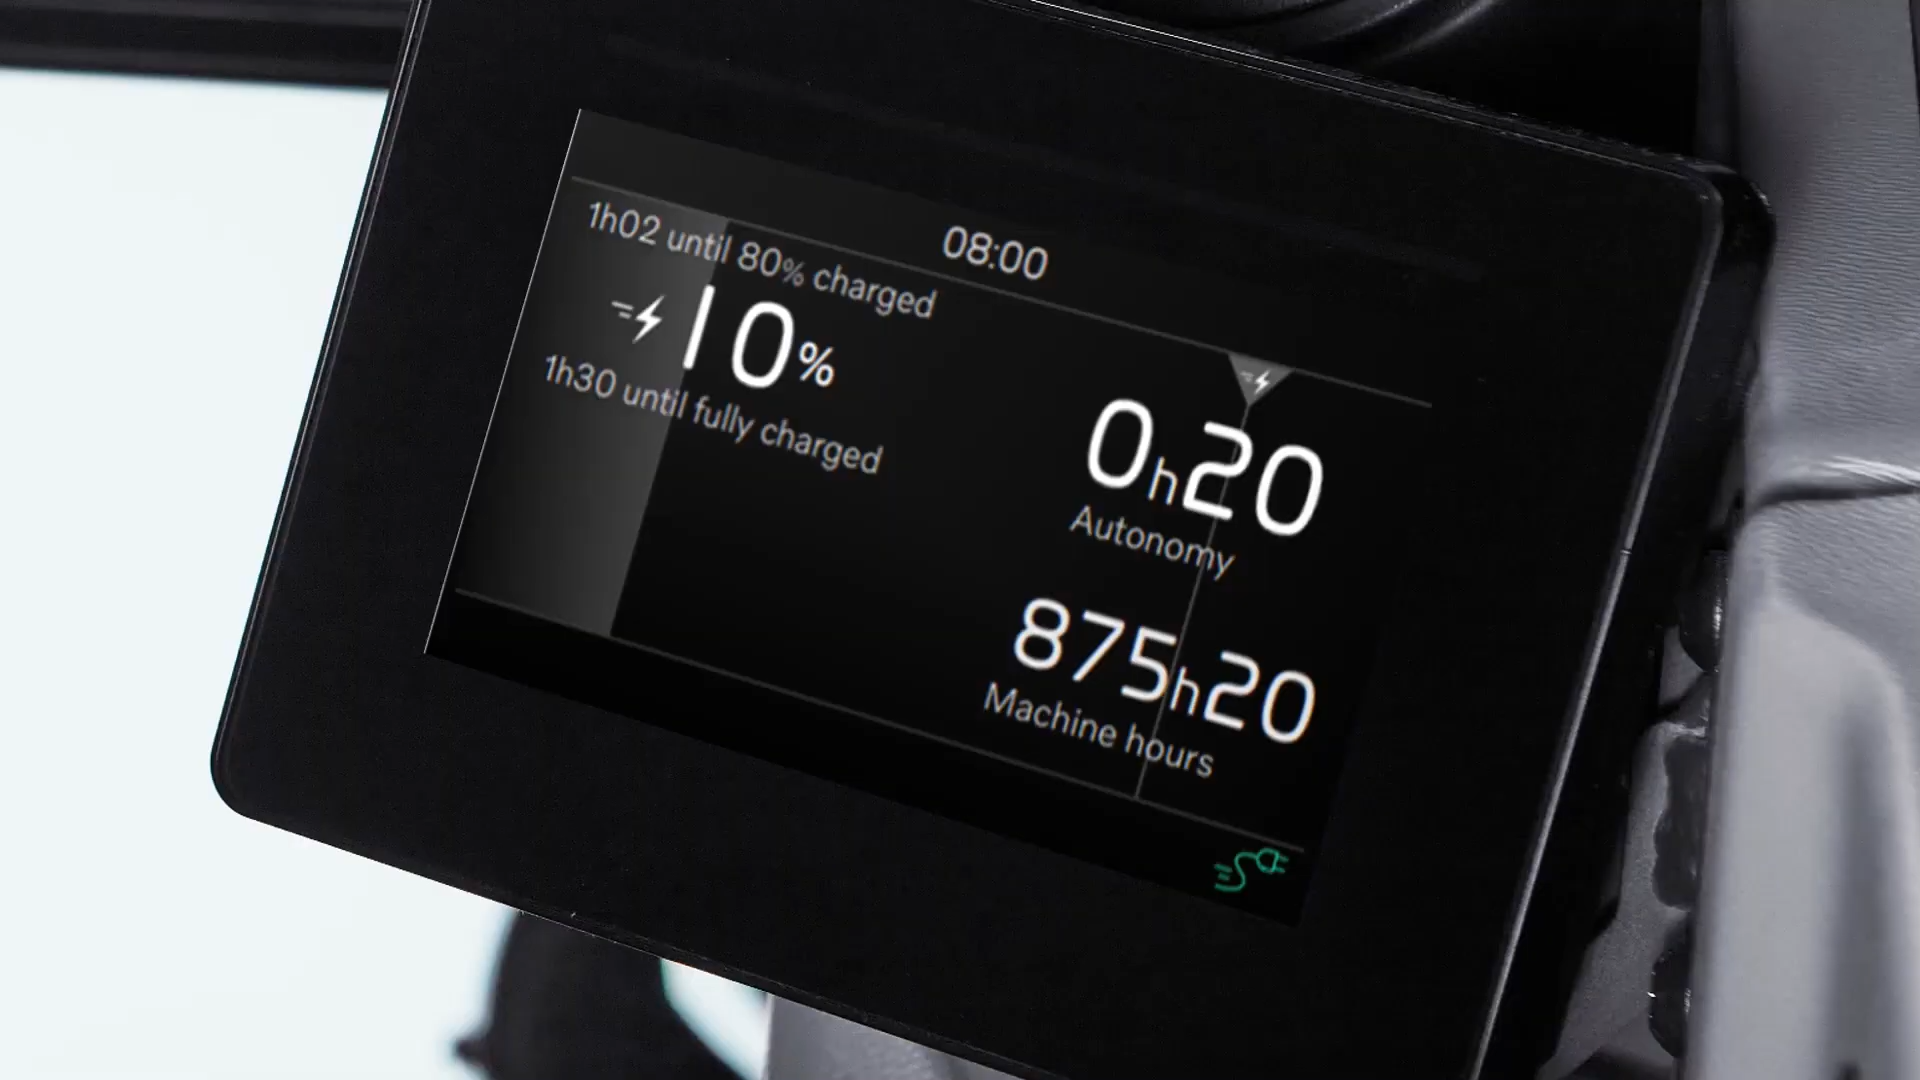 08:00
1h02 until 80% charged
10%
1h30 until fully charged
0h20
Autonomy
875h20
Machine hours